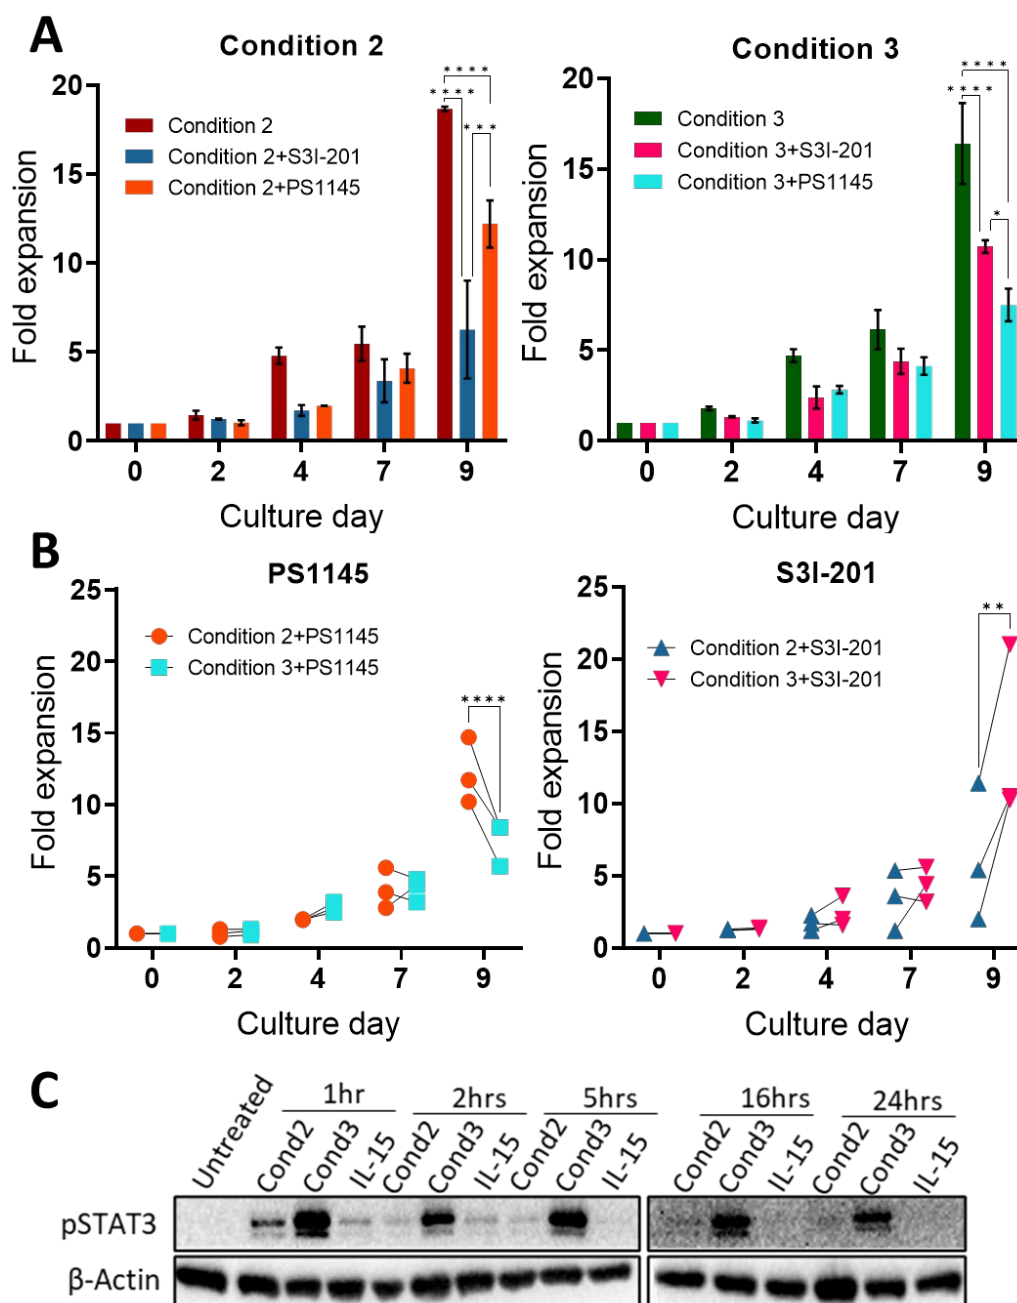 A
Condition 2
Condition 3
Fold expansion
20
15
10
5
0
Condition 2
Condition 2+S3I-201
Condition 2+PS1145
****
****
***
0 2 4 7 9
Culture day
Fold expansion
20
15
10
5
0
Condition 3
Condition 3+S3I-201
Condition 3+PS1145
****
****
*
0 2 4 7 9
Culture day
B
PS1145
S3I-201
Fold expansion
25
20
15
10
5
0
Condition 2+PS1145
Condition 3+PS1145
****
0 2 4 7 9
Culture day
Fold expansion
25
20
15
10
5
0
Condition 2+S3I-201
Condition 3+S3I-201
**
0 2 4 7 9
Culture day
C
1hr 2hrs 5hrs 16hrs 24hrs
Untreated Cond2 Cond3 IL-15 Cond2 Cond3 IL-15 Cond2 Cond3 IL-15 Cond2 Cond3 IL-15 Cond2 Cond3 IL-15
pSTAT3
β-Actin